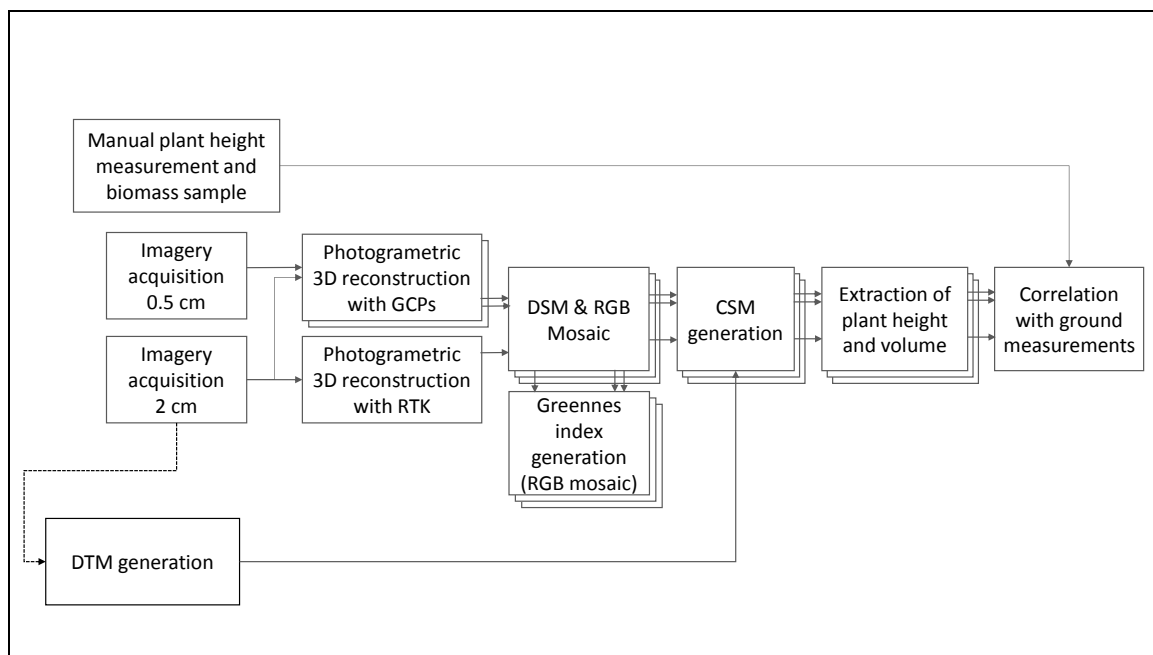 Manual plant height
measurement and
biomass sample
Imagery
acquisition
0.5 cm
Photogrametric
3D reconstruction
with GCPs
DSM & RGB
Mosaic
CSM
generation
Extraction of
plant height
and volume
Correlation
with ground
measurements
Imagery
acquisition
2 cm
Photogrametric
3D reconstruction
with RTK
Greennes
index
generation
(RGB mosaic)
DTM generation